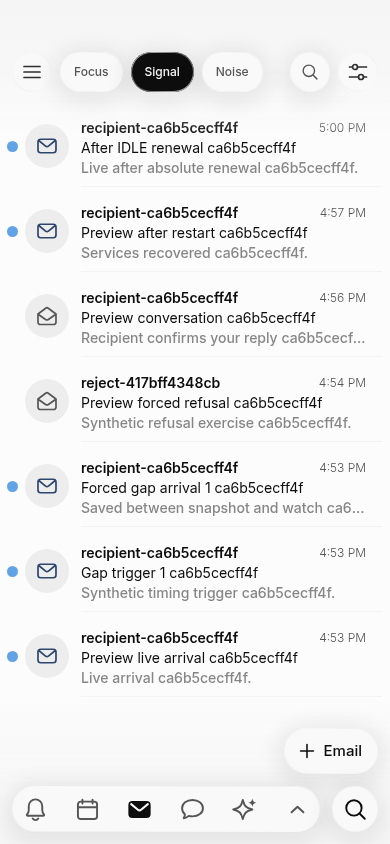 Focus
Signal
Noise
recipient-ca6b5cecff4f 5:00 PM
After IDLE renewal ca6b5cecff4f
Live after absolute renewal ca6b5cecff4f.
recipient-ca6b5cecff4f 4:57 PM
Preview after restart ca6b5cecff4f
Services recovered ca6b5cecff4f.
recipient-ca6b5cecff4f 4:56 PM
Preview conversation ca6b5cecff4f
Recipient confirms your reply ca6b5cecf...
reject-417bff4348cb 4:54 PM
Preview forced refusal ca6b5cecff4f
Synthetic refusal exercise ca6b5cecff4f.
recipient-ca6b5cecff4f 4:53 PM
Forced gap arrival 1 ca6b5cecff4f
Saved between snapshot and watch ca6...
recipient-ca6b5cecff4f 4:53 PM
Gap trigger 1 ca6b5cecff4f
Synthetic timing trigger ca6b5cecff4f.
recipient-ca6b5cecff4f 4:53 PM
Preview live arrival ca6b5cecff4f
Live arrival ca6b5cecff4f.
Email